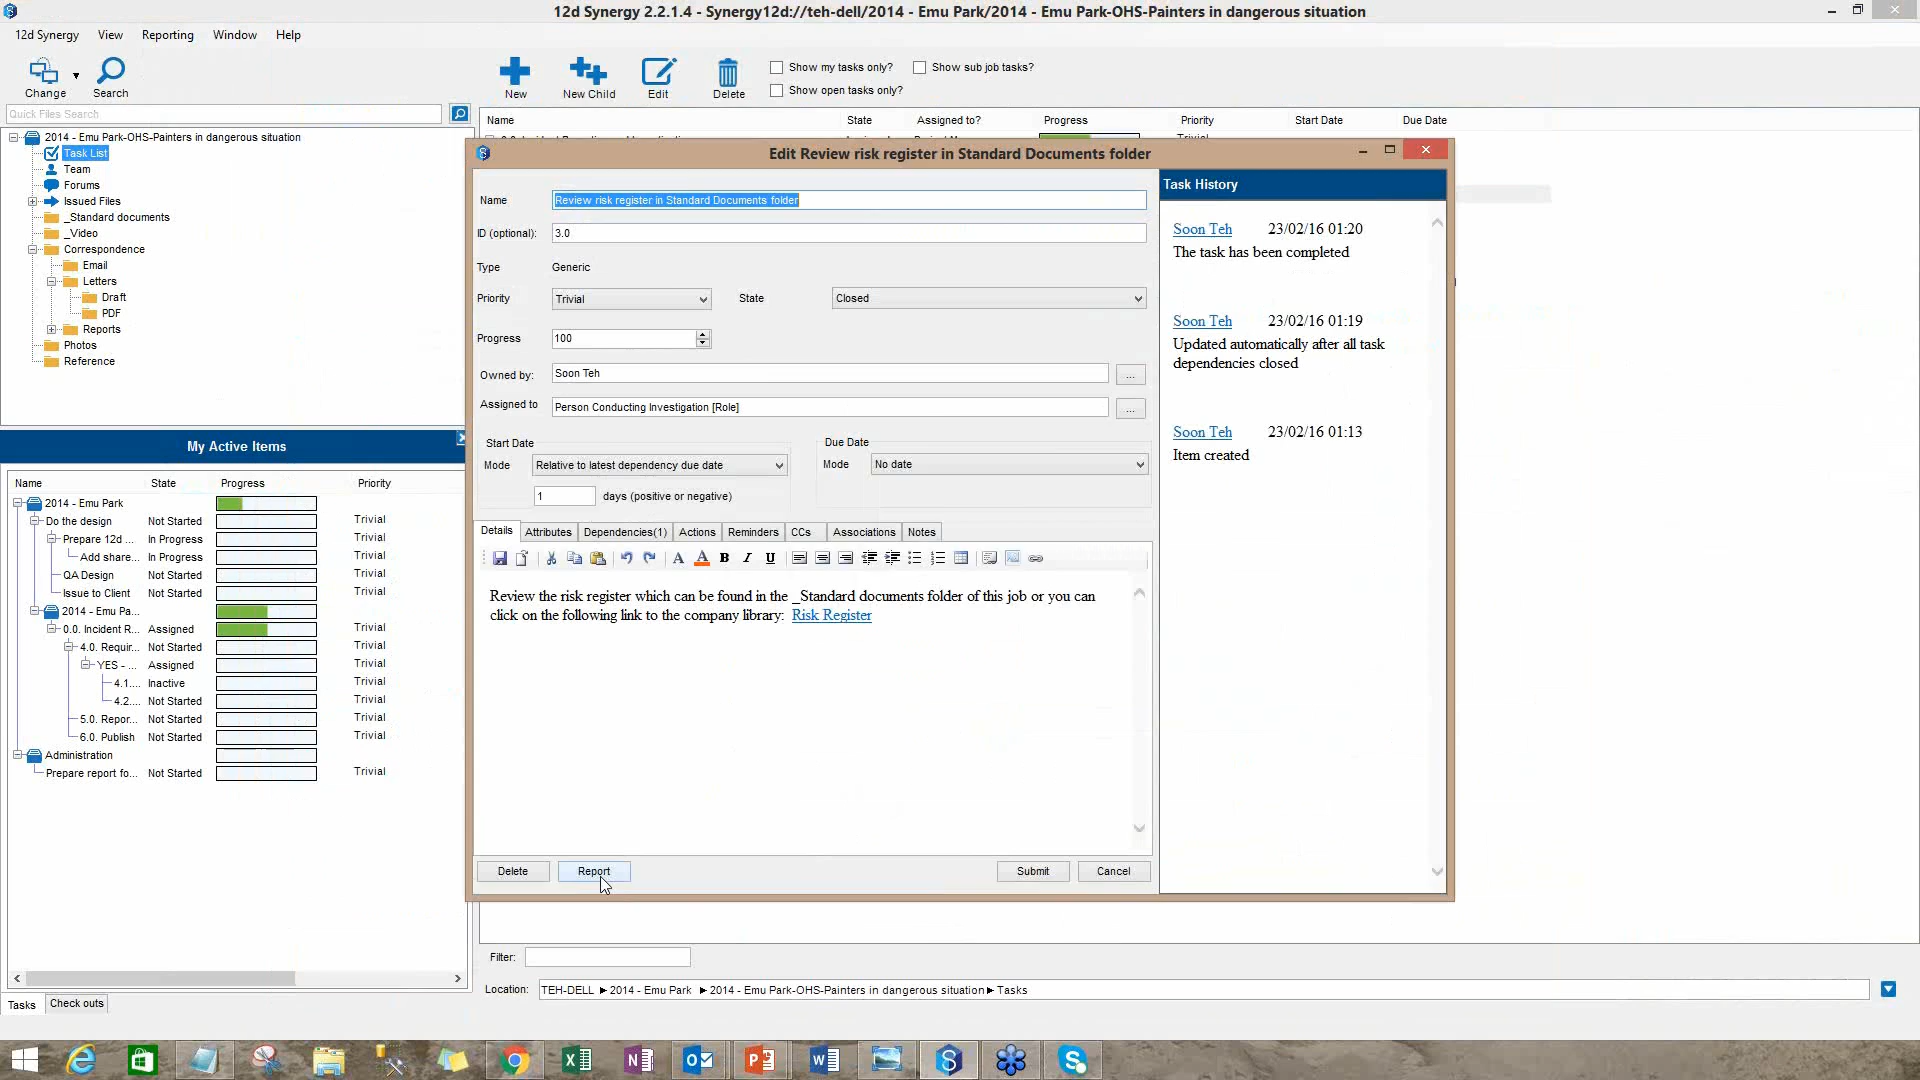 12d Synergy 2.2.1.4 - Synergy12d://teh-dell/2014 - Emu Park/2014 - Emu Park-OHS-Painters in dangerous situation
12d Synergy View Reporting Window Help
Change Search
New New Child Edit Delete
Show my tasks only? Show sub job tasks?
Show open tasks only?
Quick Files Search
2014 - Emu Park-OHS-Painters in dangerous situation
Task List
Team
Forums
Issued Files
_Standard documents
_Video
Correspondence
Email
Letters
Draft
PDF
Reports
Photos
Reference
My Active Items
Name State Progress Priority
2014 - Emu Park
Do the design Not Started Trivial
Prepare 12d ... In Progress Trivial
Add share... In Progress Trivial
QA Design Not Started Trivial
Issue to Client Not Started Trivial
2014 - Emu Pa...
0.0. Incident R... Assigned Trivial
4.0. Requir... Not Started Trivial
YES - ... Assigned Trivial
4.1.... Inactive Trivial
4.2.... Not Started Trivial
5.0. Repor... Not Started Trivial
6.0. Publish Not Started Trivial
Administration
Prepare report fo... Not Started Trivial
Tasks Check outs
Name State Assigned to? Progress Priority Start Date Due Date
Edit Review risk register in Standard Documents folder
Name Review risk register in Standard Documents folder
ID (optional): 3.0
Type Generic
Priority Trivial State Closed
Progress 100
Owned by: Soon Teh ...
Assigned to Person Conducting Investigation [Role] ...
Start Date Due Date
Mode Relative to latest dependency due date Mode No date
1 days (positive or negative)
Details Attributes Dependencies(1) Actions Reminders CCs Associations Notes
A A B I U
Review the risk register which can be found in the _Standard documents folder of this job or you can
click on the following link to the company library: Risk Register
Delete Report Submit Cancel
Task History
Soon Teh 23/02/16 01:20
The task has been completed
Soon Teh 23/02/16 01:19
Updated automatically after all task
dependencies closed
Soon Teh 23/02/16 01:13
Item created
Filter:
Location: TEH-DELL ▶ 2014 - Emu Park ▶ 2014 - Emu Park-OHS-Painters in dangerous situation ▶ Tasks